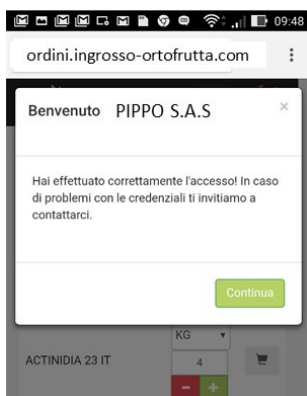 09:48
ordini.ingrosso-ortofrutta.com
Benvenuto PIPPO S.A.S
×
Hai effettuato correttamente l'accesso! In caso
di problemi con le credenziali ti invitiamo a
contattarci.
Continua
KG
ACTINIDIA 23 IT
4
- +